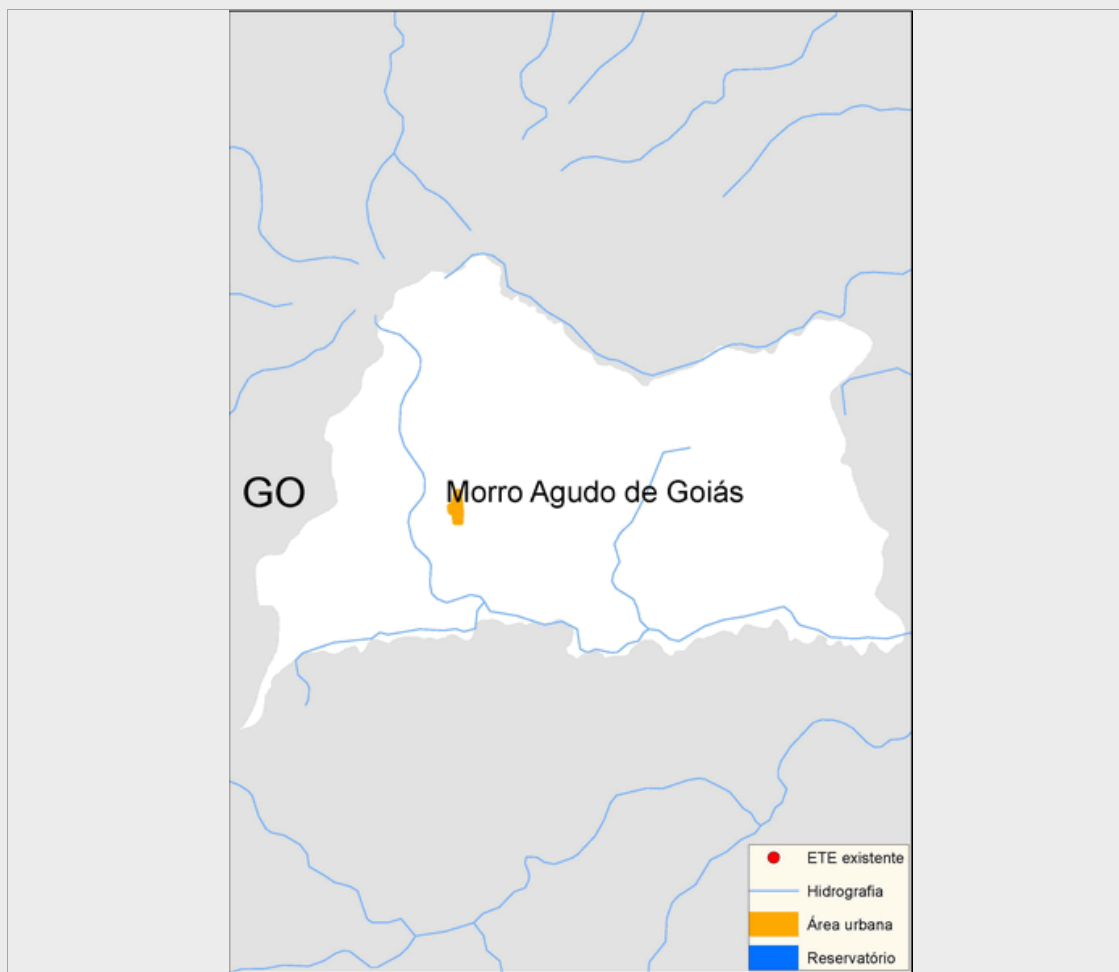 GO
Morro Agudo de Goiás
ETE existente
Hidrografia
Área urbana
Reservatório